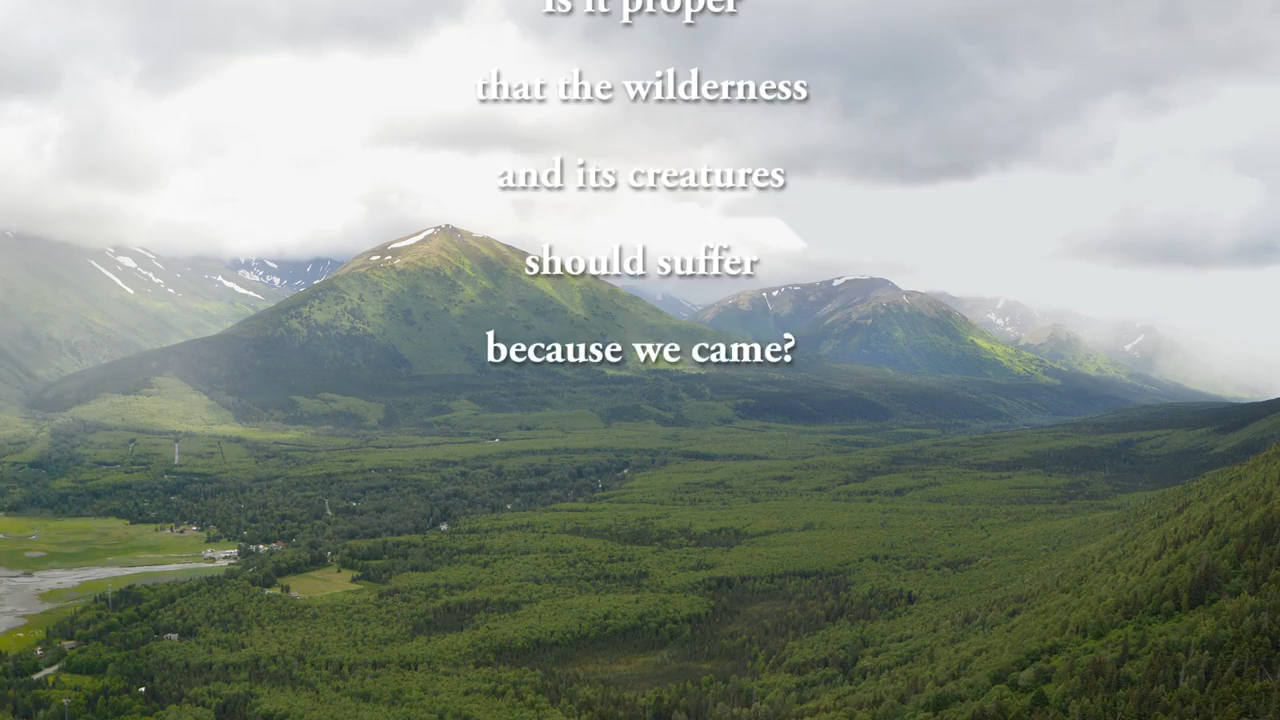 Is it proper
that the wilderness
and its creatures
should suffer
because we came?